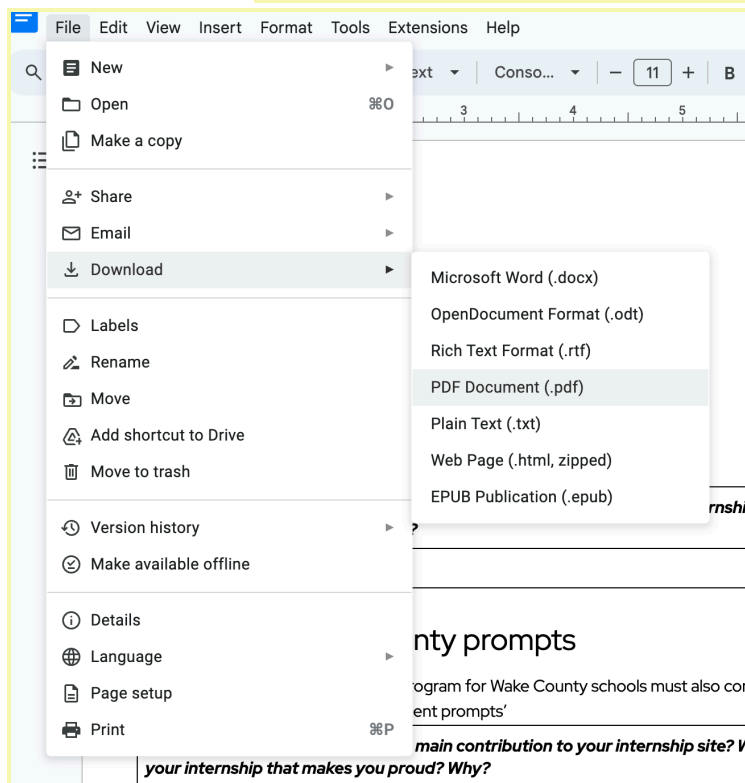 File Edit View Insert Format Tools Extensions Help
New
Open ⌘O
Make a copy
Share
Email
Download
Labels
Rename
Move
Add shortcut to Drive
Move to trash
Version history
Make available offline
Details
Language
Page setup
Print ⌘P
Microsoft Word (.docx)
OpenDocument Format (.odt)
Rich Text Format (.rtf)
PDF Document (.pdf)
Plain Text (.txt)
Web Page (.html, zipped)
EPUB Publication (.epub)
ext Conso... − 11 + B
3 4 5
?
nty prompts
ogram for Wake County schools must also
ent prompts’
main contribution to your internship site?
your internship that makes you proud? Why?